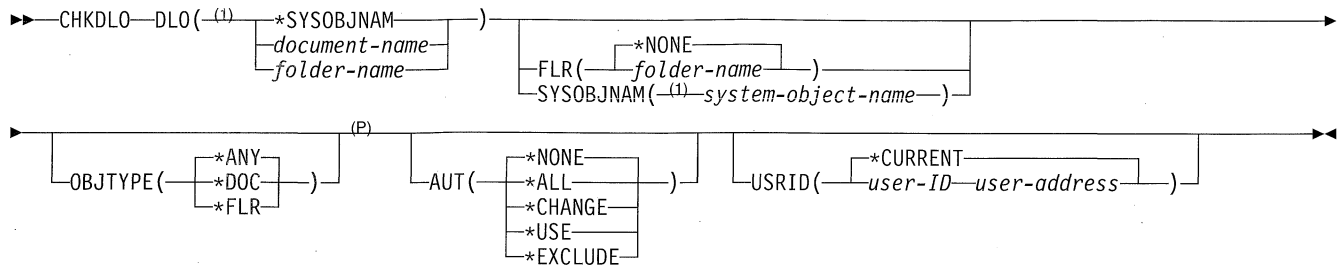 CHKDLO DLO( (1) *SYSOBJNAM )
document-name
folder-name
*NONE
FLR( folder-name )
SYSOBJNAM( (1) system-object-name )
(P)
*ANY
OBJTYPE( *DOC )
*FLR
*NONE
AUT( *ALL )
*CHANGE
*USE
*EXCLUDE
*CURRENT
USRID( user-ID user-address )